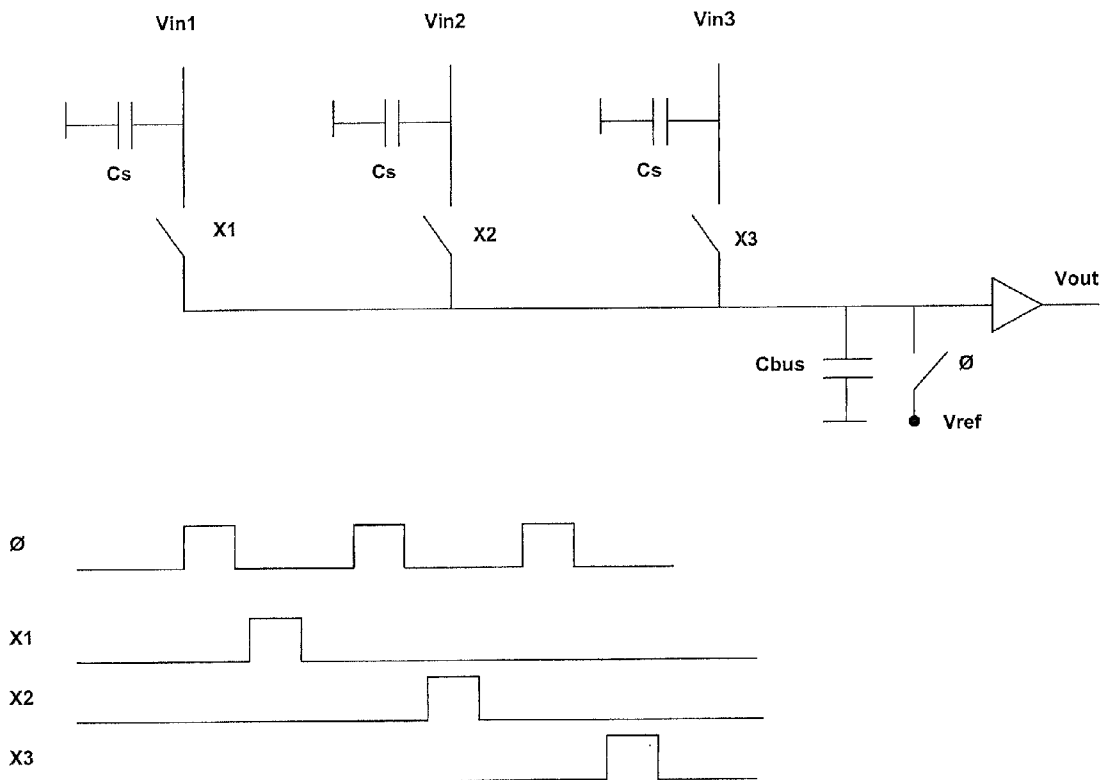 Vin1 Vin2 Vin3
Cs Cs Cs
X1 X2 X3
Vout
Cbus Ø
Vref
Ø
X1
X2
X3